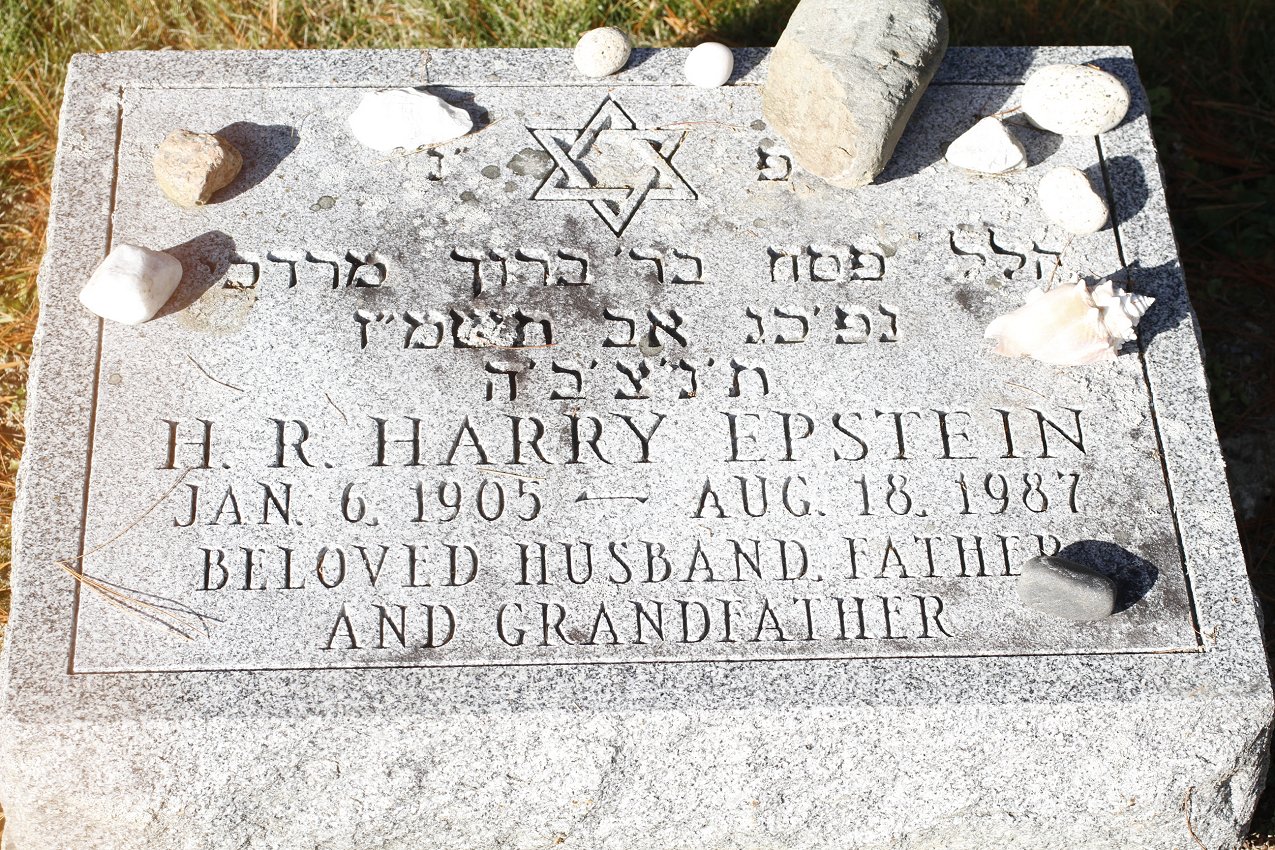 פ נ
הלל פסח בר׳ ברוך מרדכי
נפ׳ כג׳ אב תשמ״ז
ת׳נ׳צ׳ב׳ה
H. R. HARRY EPSTEIN
JAN. 6, 1905 — AUG. 18, 1987
BELOVED HUSBAND, FATHER
AND GRANDFATHER